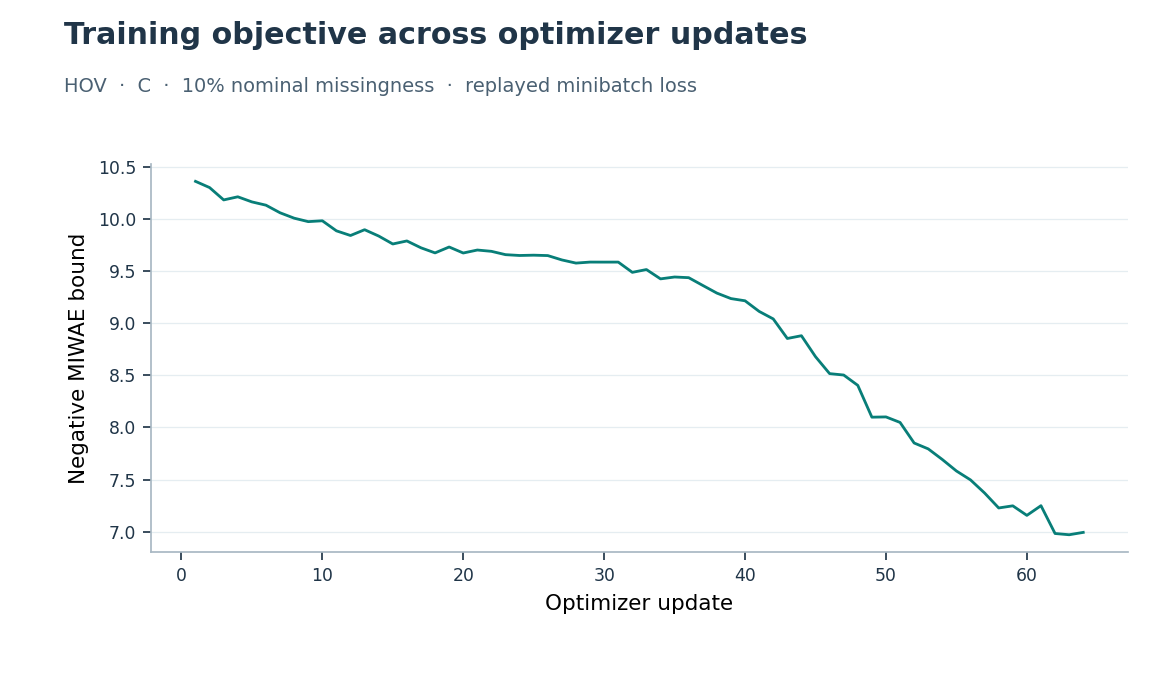 Training objective across optimizer updates
HOV · C · 10% nominal missingness · replayed minibatch loss
Negative MIWAE bound
10.5
10.0
9.5
9.0
8.5
8.0
7.5
7.0
0 10 20 30 40 50 60
Optimizer update